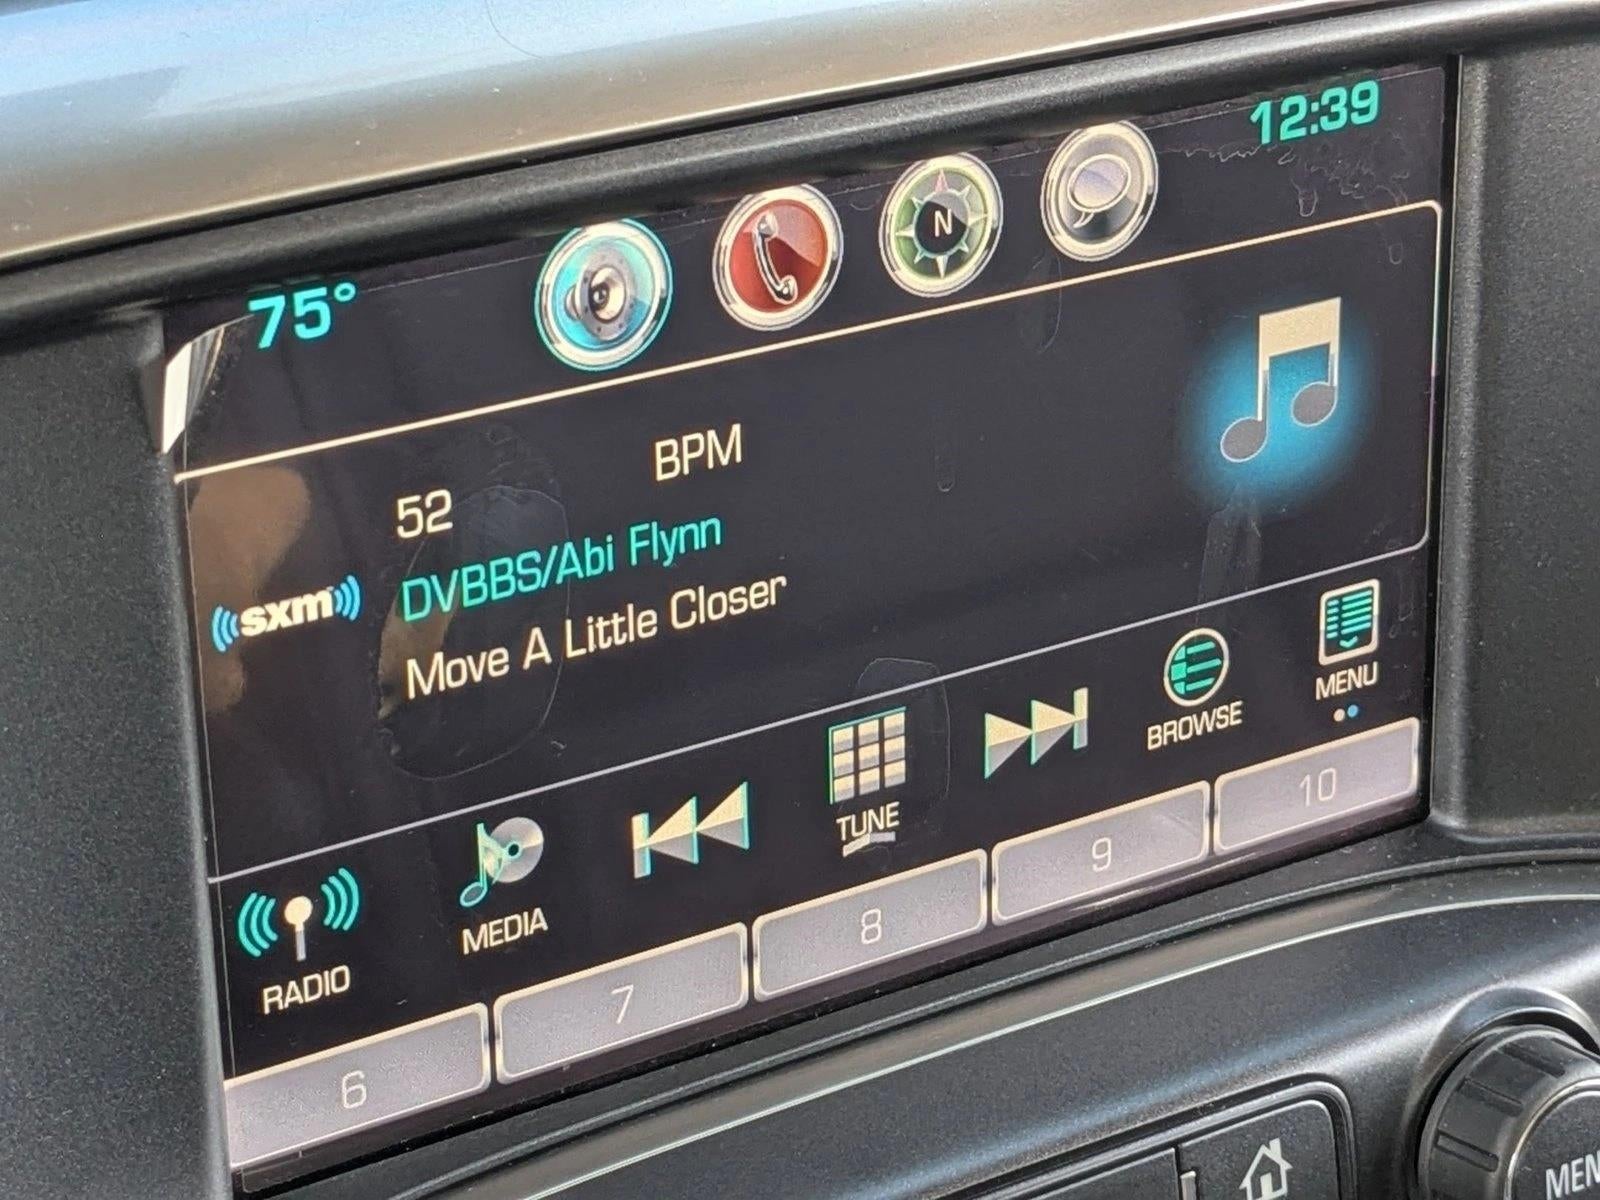 12:39
75°
N
BPM
52
DVBBS/Abi Flynn
sxm
Move A Little Closer
RADIO
MEDIA
TUNE
BROWSE
MENU
6
7
8
9
10
MEN